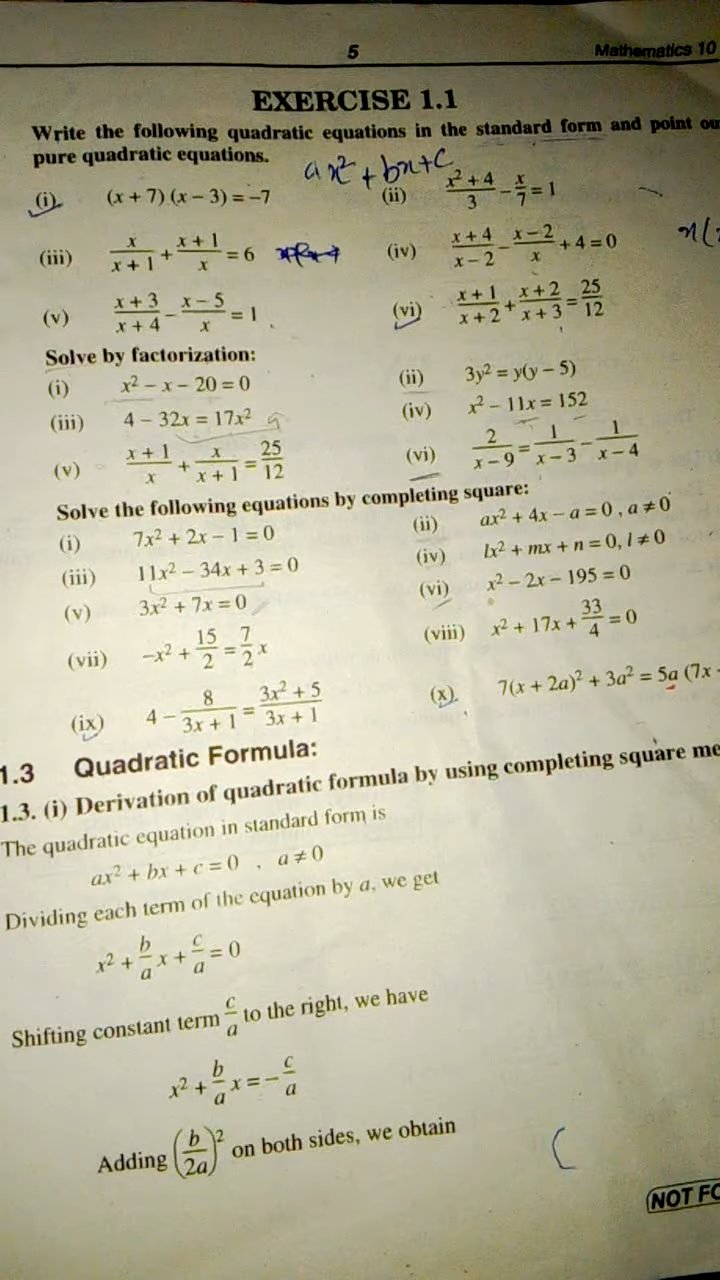 5
Mathematics 10
EXERCISE 1.1
Write the following quadratic equations in the standard form and point
pure quadratic equations.
ax² + bx + c
(i) (x + 7) (x – 3) = –7 (ii) (x² + 4)/3 – x/7 = 1
(iii) x/(x + 1) + (x + 1)/x = 6 (iv) (x + 4)/(x – 2) – (x – 2)/x + 4 = 0
(v) (x + 3)/(x + 4) – (x – 5)/x = 1 (vi) (x + 1)/(x + 2) + (x + 2)/(x + 3) = 25/12
Solve by factorization:
(i) x² – x – 20 = 0 (ii) 3y² = y(y – 5)
(iii) 4 – 32x = 17x² (iv) x² – 11x = 152
(v) (x + 1)/x + x/(x + 1) = 25/12 (vi) 2/(x – 9) = 1/(x – 3) – 1/(x – 4)
Solve the following equations by completing square:
(i) 7x² + 2x – 1 = 0 (ii) ax² + 4x – a = 0 , a ≠ 0
(iii) 11x² – 34x + 3 = 0 (iv) lx² + mx + n = 0, l ≠ 0
(v) 3x² + 7x = 0 (vi) x² – 2x – 195 = 0
(vii) –x² + 15/2 = 7/2 x (viii) x² + 17x + 33/4 = 0
(ix) 4 – 8/(3x + 1) = (3x² + 5)/(3x + 1) (x) 7(x + 2a)² + 3a² = 5a (7x
1.3 Quadratic Formula:
1.3. (i) Derivation of quadratic formula by using completing square
The quadratic equation in standard form is
ax² + bx + c = 0 , a ≠ 0
Dividing each term of the equation by a, we get
x² + b/a x + c/a = 0
Shifting constant term c/a to the right, we have
x² + b/a x = – c/a
Adding (b/2a)² on both sides, we obtain
NOT